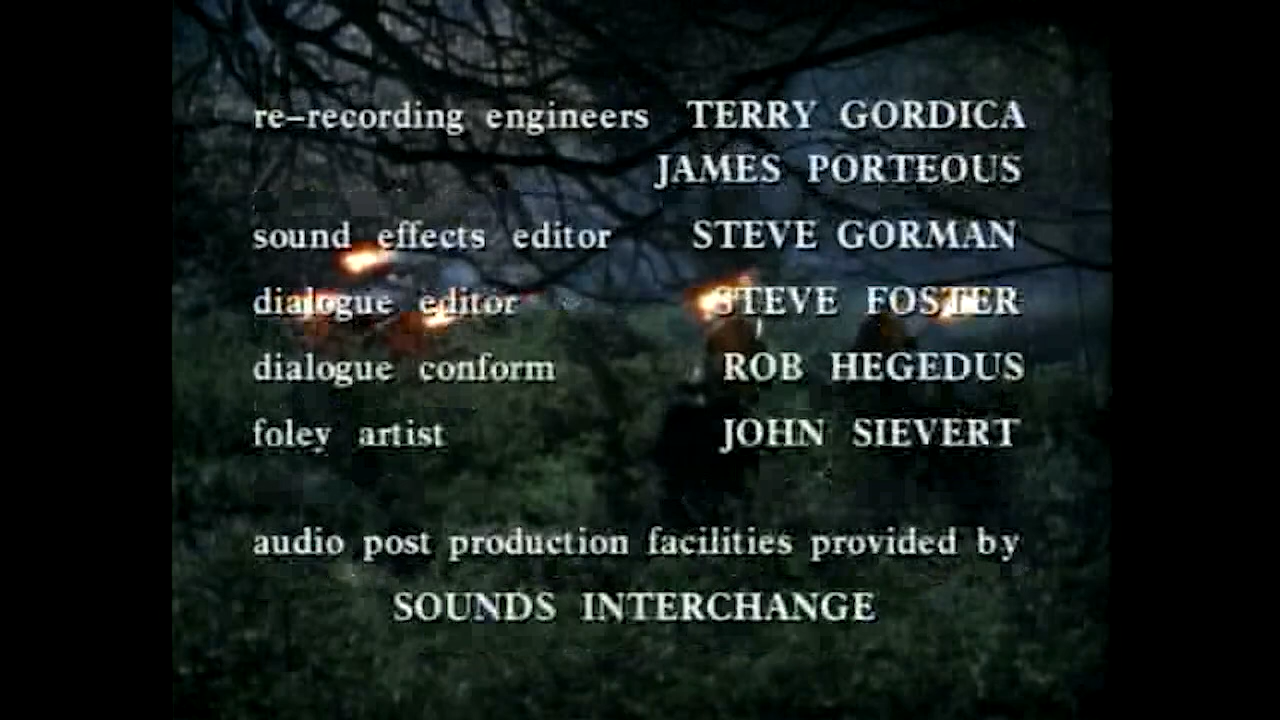 re-recording engineers TERRY GORDICA
JAMES PORTEOUS
sound effects editor STEVE GORMAN
dialogue editor STEVE FOSTER
dialogue conform ROB HEGEDUS
foley artist JOHN SIEVERT
audio post production facilities provided by
SOUNDS INTERCHANGE